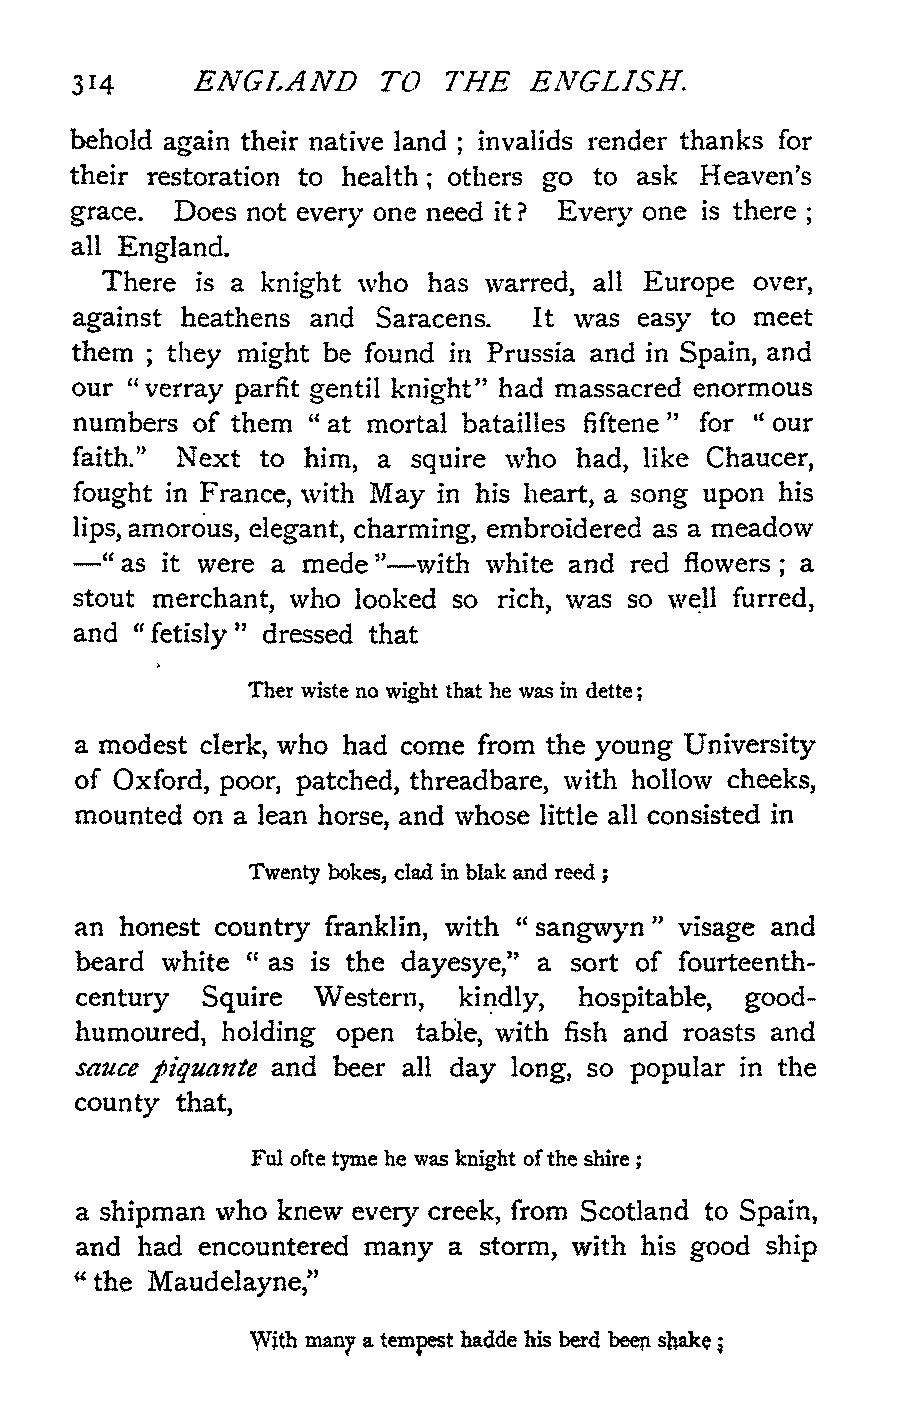 314 ENGLAND TO THE ENGLISH.
behold again their native land ; invalids render thanks for
their restoration to health ; others go to ask Heaven's
grace. Does not every one need it ? Every one is there ;
all England.
There is a knight who has warred, all Europe over,
against heathens and Saracens. It was easy to meet
them ; they might be found in Prussia and in Spain, and
our “ verray parfit gentil knight” had massacred enormous
numbers of them “ at mortal batailles fiftene ” for “ our
faith.” Next to him, a squire who had, like Chaucer,
fought in France, with May in his heart, a song upon his
lips, amorous, elegant, charming, embroidered as a meadow
—“ as it were a mede ”—with white and red flowers ; a
stout merchant, who looked so rich, was so well furred,
and “ fetisly ” dressed that
Ther wiste no wight that he was in dette ;
a modest clerk, who had come from the young University
of Oxford, poor, patched, threadbare, with hollow cheeks,
mounted on a lean horse, and whose little all consisted in
Twenty bokes, clad in blak and reed ;
an honest country franklin, with “ sangwyn ” visage and
beard white “ as is the dayesye,” a sort of fourteenth-
century Squire Western, kindly, hospitable, good-
humoured, holding open table, with fish and roasts and
sauce piquante and beer all day long, so popular in the
county that,
Ful ofte tyme he was knight of the shire ;
a shipman who knew every creek, from Scotland to Spain,
and had encountered many a storm, with his good ship
“ the Maudelayne,”
With many a tempest hadde his berd been shake ;